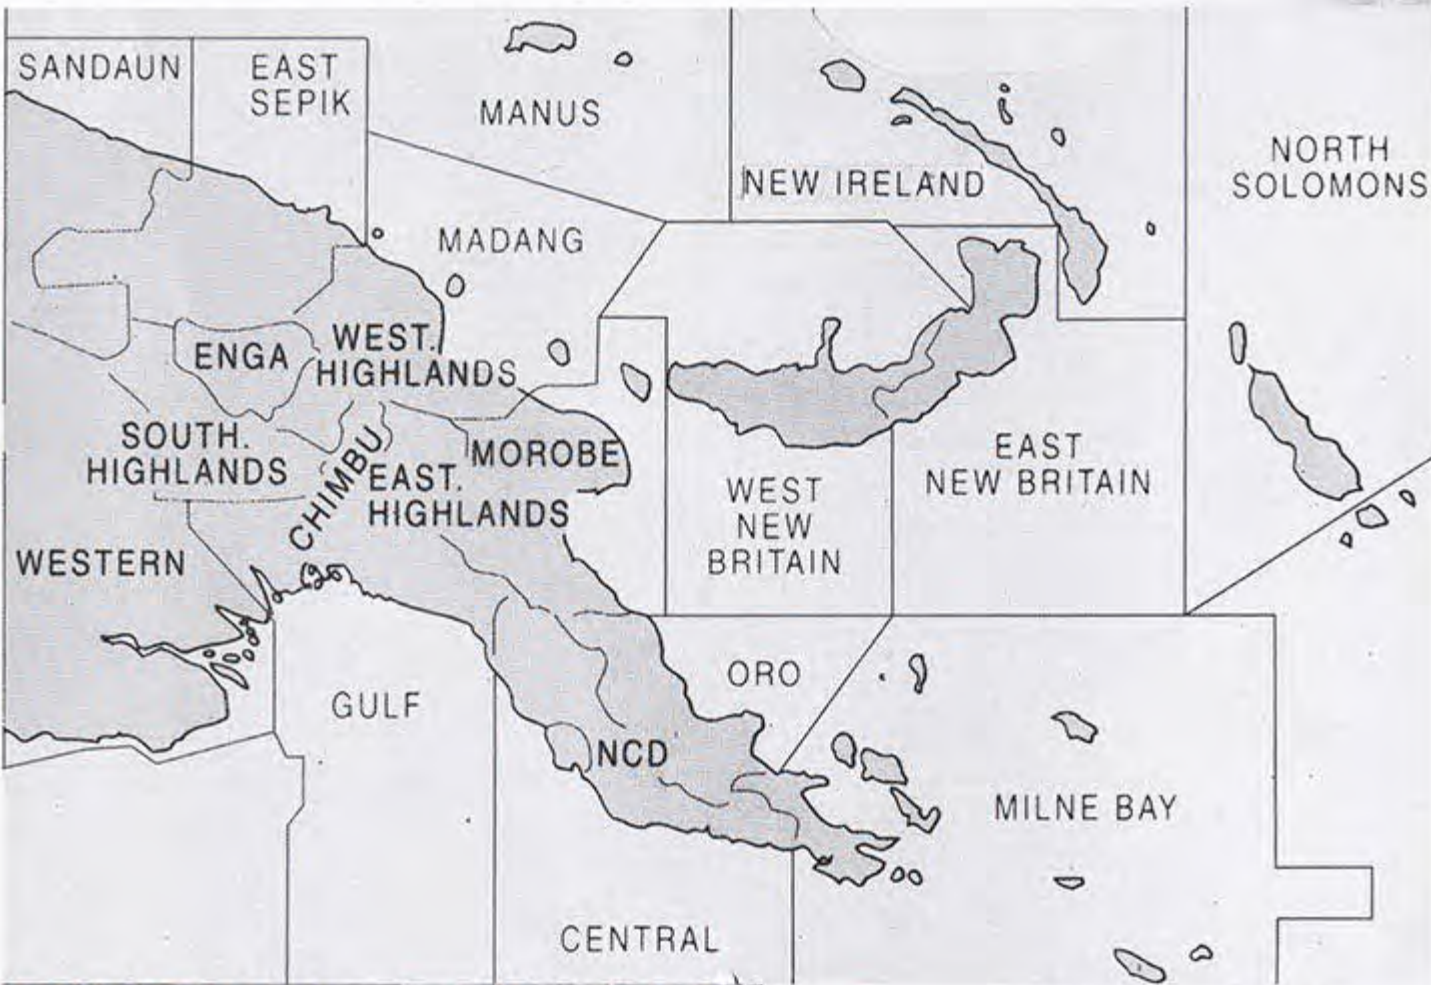 SANDAUN
EAST
SEPIK
MANUS
NEW IRELAND
NORTH
SOLOMONS
MADANG
ENGA
WEST.
HIGHLANDS
SOUTH.
HIGHLANDS
CHIMBU
EAST.
HIGHLANDS
MOROBE
WEST
NEW
BRITAIN
EAST
NEW BRITAIN
WESTERN
GULF
ORO
NCD
MILNE BAY
CENTRAL